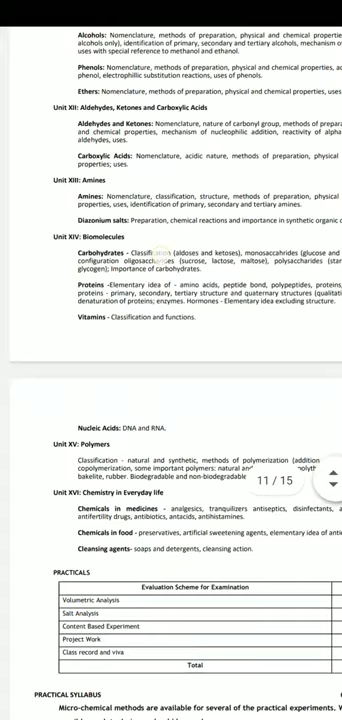 Alcohols: Nomenclature, methods of preparation, physical and chemical
alcohols only), identification of primary, secondary and tertiary alcohols, mechanism
uses with special reference to methanol and ethanol.
Phenols: Nomenclature, methods of preparation, physical and chemical properties,
phenol, electrophillic substitution reactions, uses of phenols.
Ethers: Nomenclature, methods of preparation, physical and chemical properties, uses
Unit XII: Aldehydes, Ketones and Carboxylic Acids
Aldehydes and Ketones: Nomenclature, nature of carbonyl group, methods of
and chemical properties, mechanism of nucleophilic addition, reactivity of alpha
aldehydes, uses.
Carboxylic Acids: Nomenclature, acidic nature, methods of preparation, physical
properties; uses.
Unit XIII: Amines
Amines: Nomenclature, classification, structure, methods of preparation, physical
properties, uses, identification of primary, secondary and tertiary amines.
Diazonium salts: Preparation, chemical reactions and importance in synthetic organic
Unit XIV: Biomolecules
Carbohydrates - Classification (aldoses and ketoses), monosaccahrides (glucose and
configuration oligosaccharides (sucrose, lactose, maltose), polysaccharides
glycogen); Importance of carbohydrates.
Proteins -Elementary idea of - amino acids, peptide bond, polypeptides, proteins,
proteins - primary, secondary, tertiary structure and quaternary structures
denaturation of proteins; enzymes. Hormones - Elementary idea excluding structure.
Vitamins - Classification and functions.
Nucleic Acids: DNA and RNA.
Unit XV: Polymers
Classification - natural and synthetic, methods of polymerization (addition
copolymerization, some important polymers: natural and
bakelite, rubber. Biodegradable and non-biodegradable
11 / 15
Unit XVI: Chemistry in Everyday life
Chemicals in medicines - analgesics, tranquilizers antiseptics, disinfectants,
antifertility drugs, antibiotics, antacids, antihistamines.
Chemicals in food - preservatives, artificial sweetening agents, elementary idea of
Cleansing agents- soaps and detergents, cleansing action.
PRACTICALS
Evaluation Scheme for Examination
Volumetric Analysis
Salt Analysis
Content Based Experiment
Project Work
Class record and viva
Total
PRACTICAL SYLLABUS
Micro-chemical methods are available for several of the practical experiments.